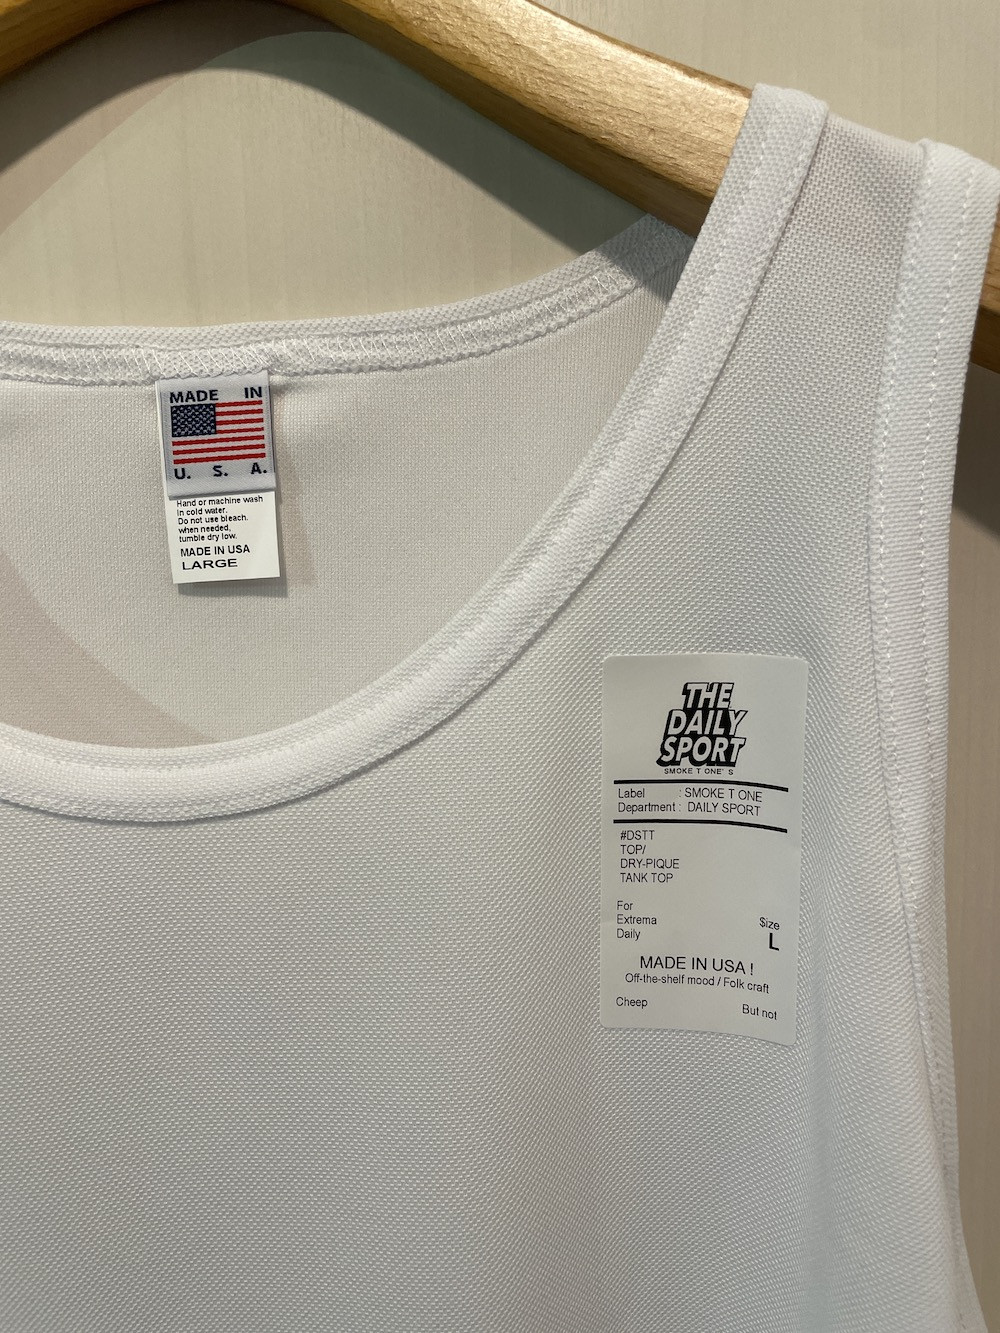 MADE IN
U. S. A.
Hand or machine wash
in cold water.
Do not use bleach.
when needed,
tumble dry low.
MADE IN USA
LARGE
THE
DAILY
SPORT
SMOKE T ONE' S
Label : SMOKE T ONE
Department : DAILY SPORT
#DSTT
TOP/
DRY-PIQUE
TANK TOP
For
Extrema
Daily
Size
L
MADE IN USA !
Off-the-shelf mood / Folk craft
Cheep But not